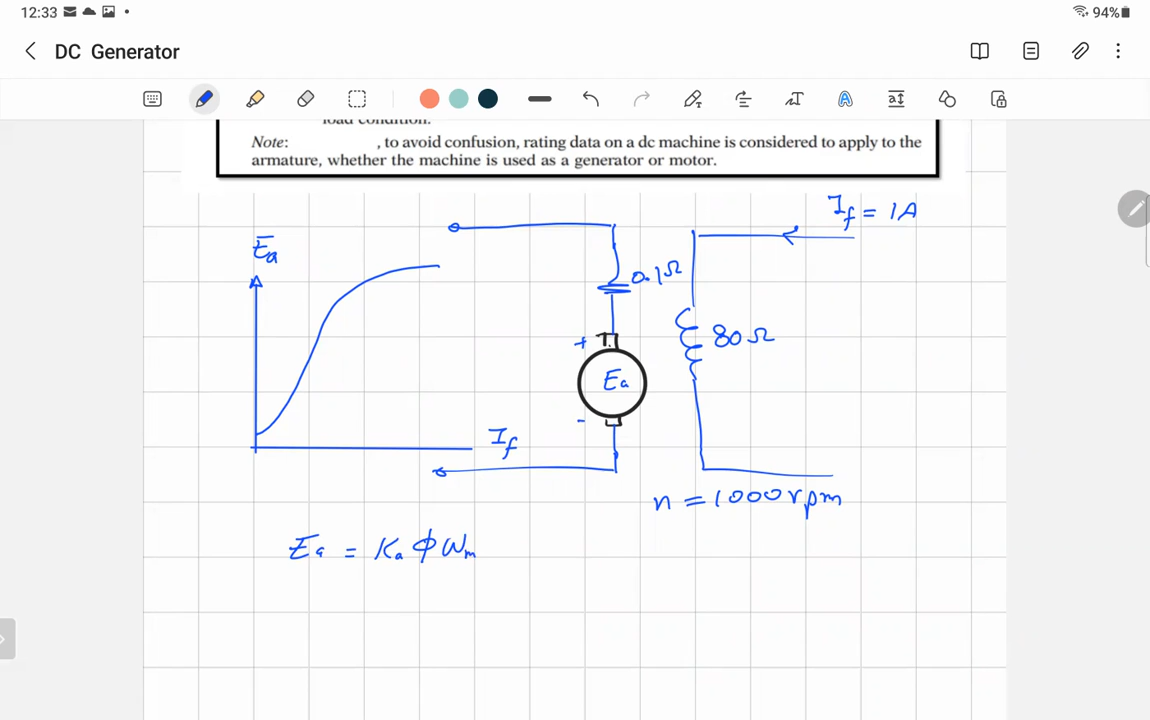 12:33
94%
DC Generator
load condition.
Note: , to avoid confusion, rating data on a dc machine is considered to apply to the
armature, whether the machine is used as a generator or motor.
If = 1A
Ea
0.1Ω
+
80Ω
Ea
-
If
n = 1000 rpm
Ea = Ka ϕ ωm